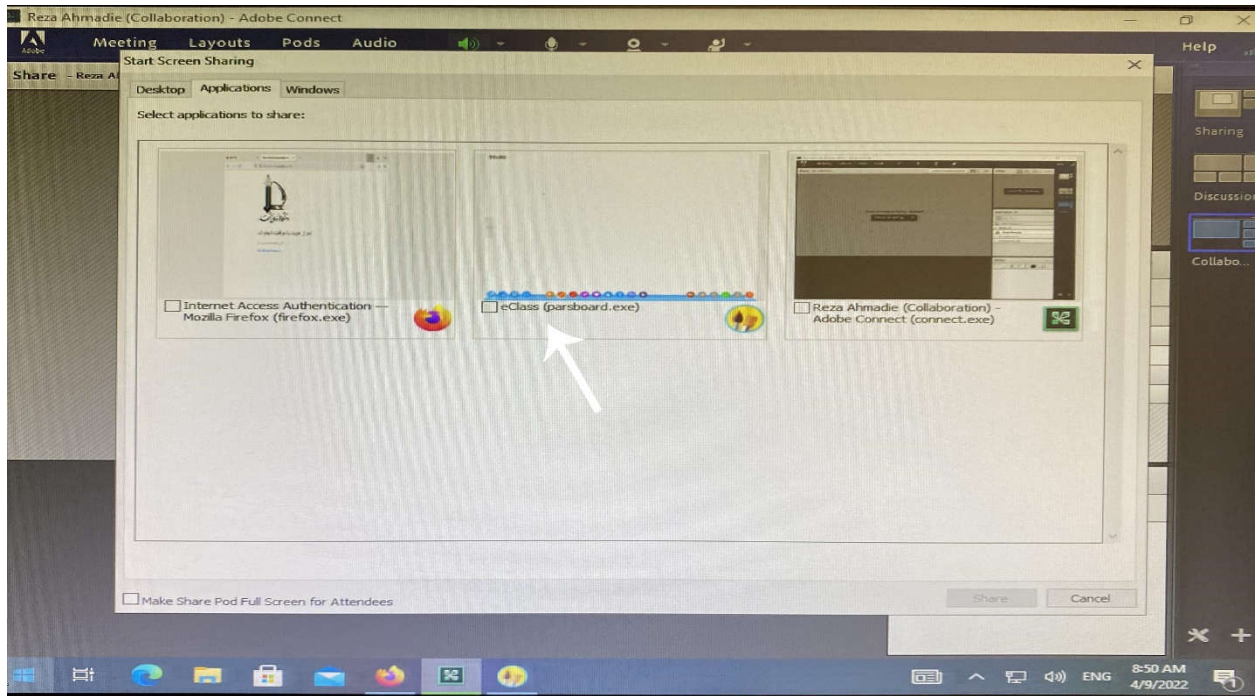 Reza Ahmadie (Collaboration) - Adobe Connect
Adobe
Meeting Layouts Pods Audio
Help
Start Screen Sharing
Share - Reza A
Desktop Applications Windows
Select applications to share:
Internet Access Authentication —
Mozilla Firefox (firefox.exe)
eClass (parsboard.exe)
Reza Ahmadie (Collaboration) -
Adobe Connect (connect.exe)
Sharing
Discussion
Collabo...
Make Share Pod Full Screen for Attendees
Share Cancel
ENG
8:50 AM
4/9/2022
1